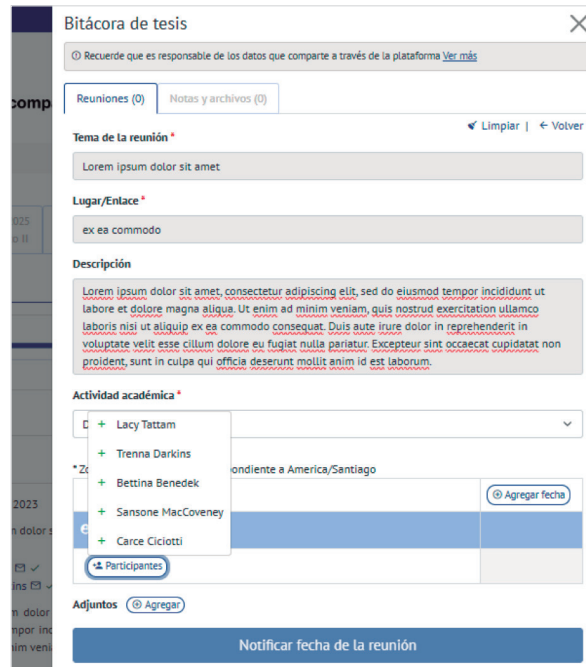 Bitácora de tesis
Recuerde que es responsable de los datos que comparte a través de la plataforma Ver más
Reuniones (0)
Notas y archivos (0)
Limpiar | ← Volver
Tema de la reunión *
Lorem ipsum dolor sit amet
Lugar/Enlace *
ex ea commodo
Descripción
Lorem ipsum dolor sit amet, consectetur adipiscing elit, sed do eiusmod tempor incididunt ut
labore et dolore magna aliqua. Ut enim ad minim veniam, quis nostrud exercitation ullamco
laboris nisi ut aliquip ex ea commodo consequat. Duis aute irure dolor in reprehenderit in
voluptate velit esse cillum dolore eu fugiat nulla pariatur. Excepteur sint occaecat cupidatat non
proident, sunt in culpa qui officia deserunt mollit anim id est laborum.
Actividad académica *
+ Lacy Tattam
+ Trenna Darkins
+ Bettina Benedek
+ Sansone MacCoveney
+ Carce Ciciotti
ondiente a America/Santiago
Agregar fecha
Participantes
Adjuntos
Agregar
Notificar fecha de la reunión
comp
2023